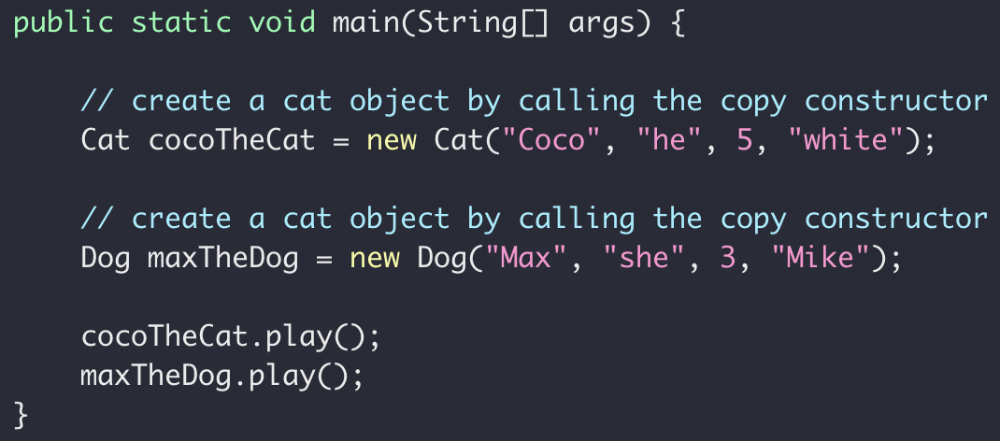 public static void main(String[] args) {
// create a cat object by calling the copy constructor
Cat cocoTheCat = new Cat("Coco", "he", 5, "white");
// create a cat object by calling the copy constructor
Dog maxTheDog = new Dog("Max", "she", 3, "Mike");
cocoTheCat.play();
maxTheDog.play();
}